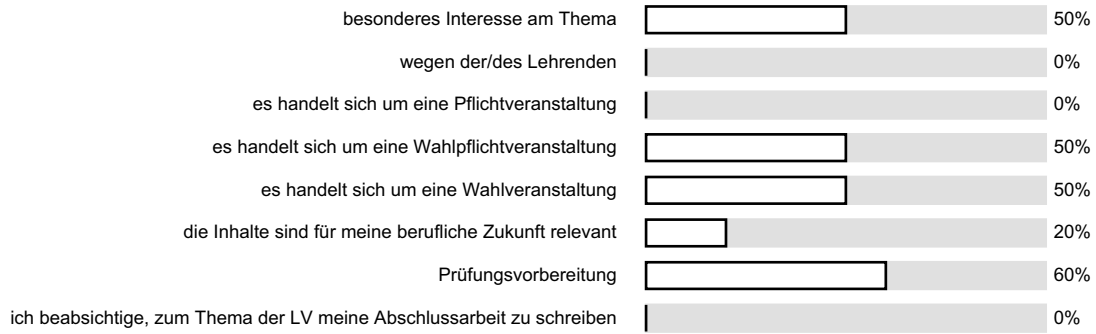 besonderes Interesse am Thema 50%
wegen der/des Lehrenden 0%
es handelt sich um eine Pflichtveranstaltung 0%
es handelt sich um eine Wahlpflichtveranstaltung 50%
es handelt sich um eine Wahlveranstaltung 50%
die Inhalte sind für meine berufliche Zukunft relevant 20%
Prüfungsvorbereitung 60%
ich beabsichtige, zum Thema der LV meine Abschlussarbeit zu schreiben 0%